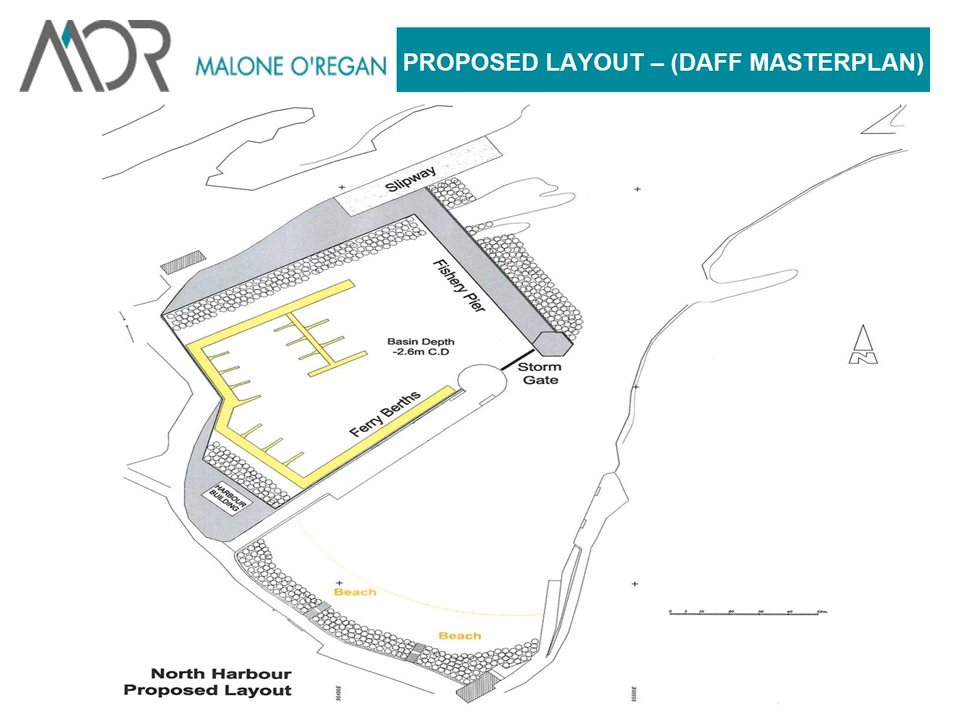 MOR
MALONE O'REGAN
PROPOSED LAYOUT – (DAFF MASTERPLAN)
Slipway
Fishery Pier
Basin Depth
-2.6m C.D
Storm
Gate
Ferry Berths
HARBOUR
BUILDING
N
Beach
Beach
North Harbour
Proposed Layout